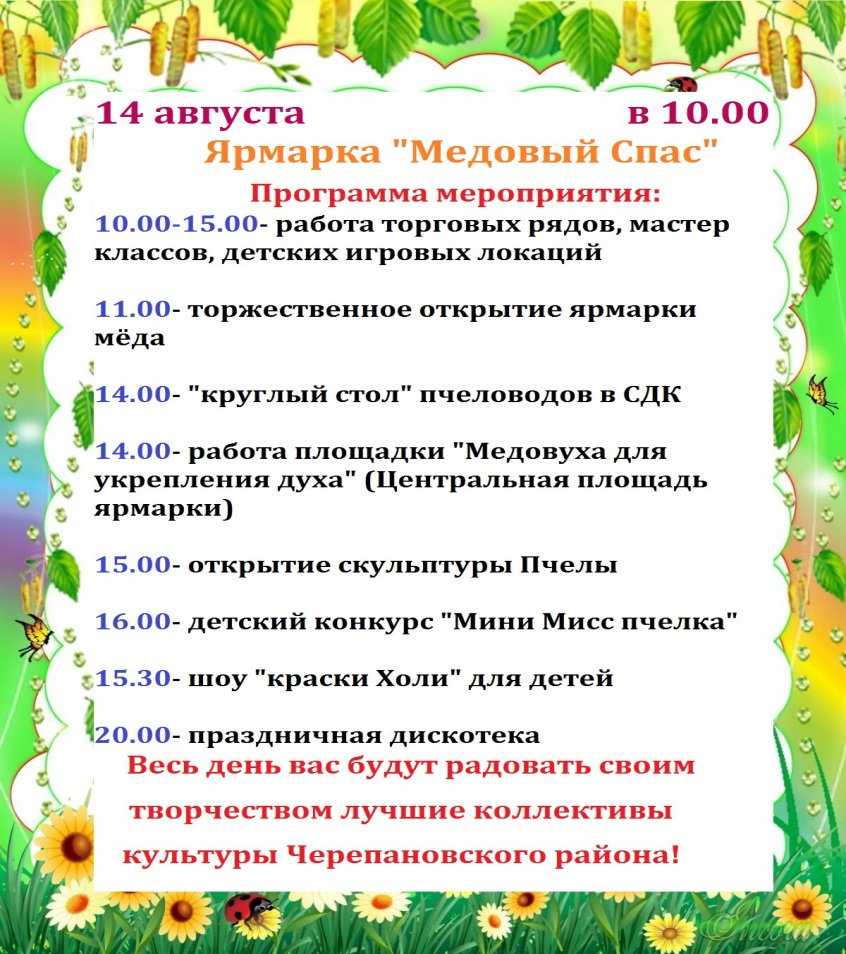 14 августа в 10.00
Ярмарка "Медовый Спас"
Программа мероприятия:
10.00-15.00- работа торговых рядов, мастер
классов, детских игровых локаций
11.00- торжественное открытие ярмарки
мёда
14.00- "круглый стол" пчеловодов в СДК
14.00- работа площадки "Медовуха для
укрепления духа" (Центральная площадь
ярмарки)
15.00- открытие скульптуры Пчелы
16.00- детский конкурс "Мини Мисс пчелка"
15.30- шоу "краски Холи" для детей
20.00- праздничная дискотека
Весь день вас будут радовать своим
творчеством лучшие коллективы
культуры Черепановского района!